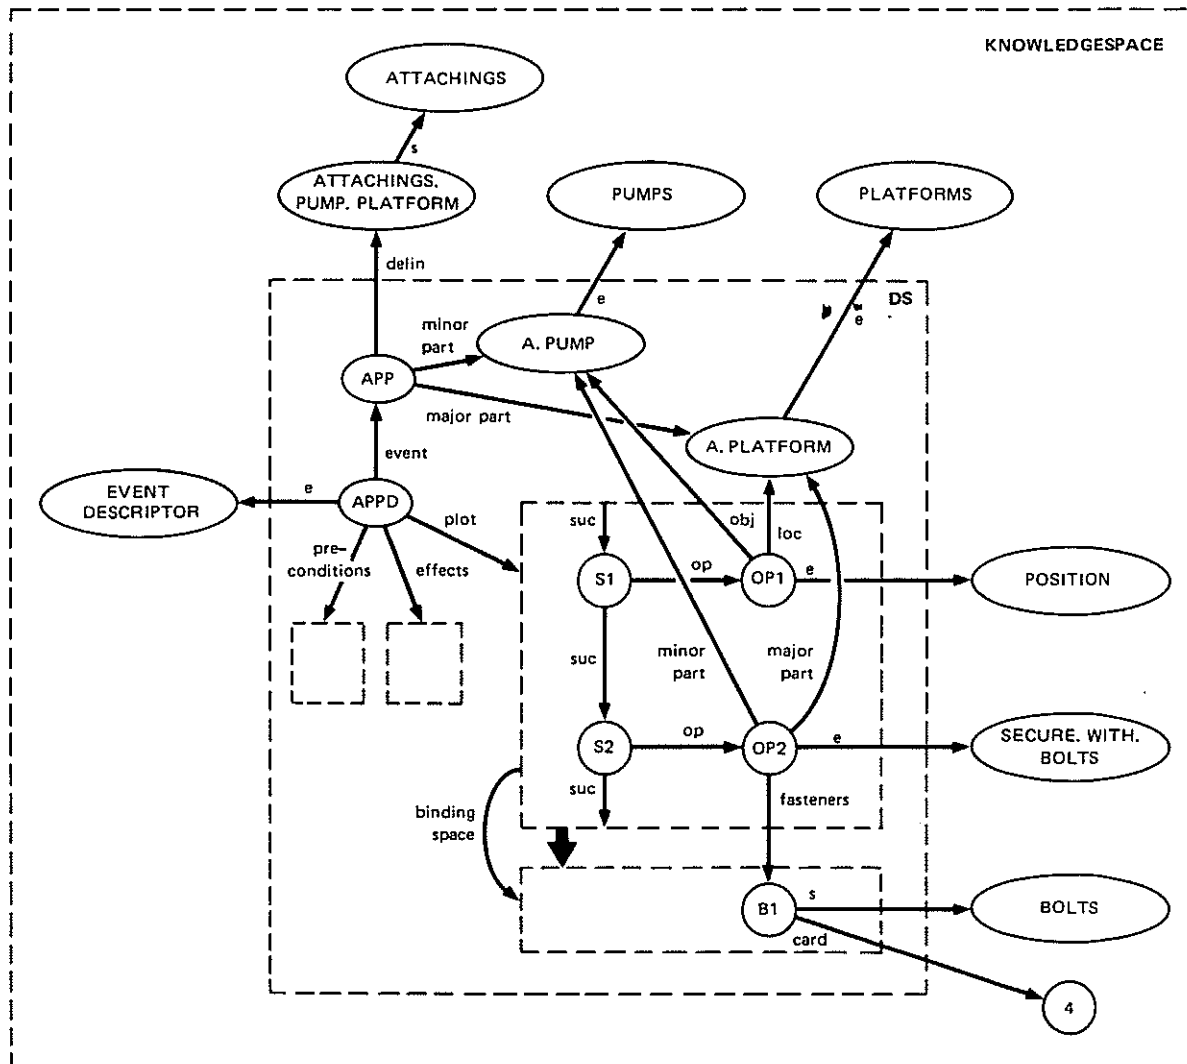 KNOWLEDGESPACE
ATTACHINGS
s
ATTACHINGS.
PUMP. PLATFORM
PUMPS
PLATFORMS
delin
DS
e
e
minor
part
A. PUMP
APP
major part
A. PLATFORM
event
EVENT
DESCRIPTOR
e
APPD
plot
suc
obj
loc
pre-
conditions
effects
S1
op
OP1
e
POSITION
suc
minor
part
major
part
S2
op
OP2
e
SECURE. WITH.
BOLTS
suc
fasteners
binding
space
B1
s
BOLTS
card
4